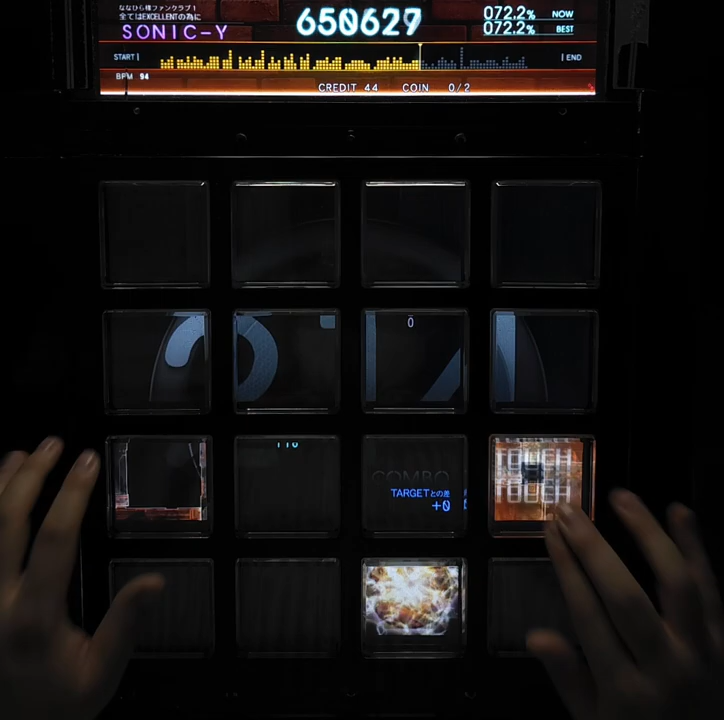 ななひら様ファンクラブ1
全てはEXCELLENTの為に
SONIC-Y
650629
072.2% NOW
072.2% BEST
START
END
BPM 94
CREDIT 44 COIN 0/2
0
COMBO
TARGETとの差
+0
TOUCH
TOUCH